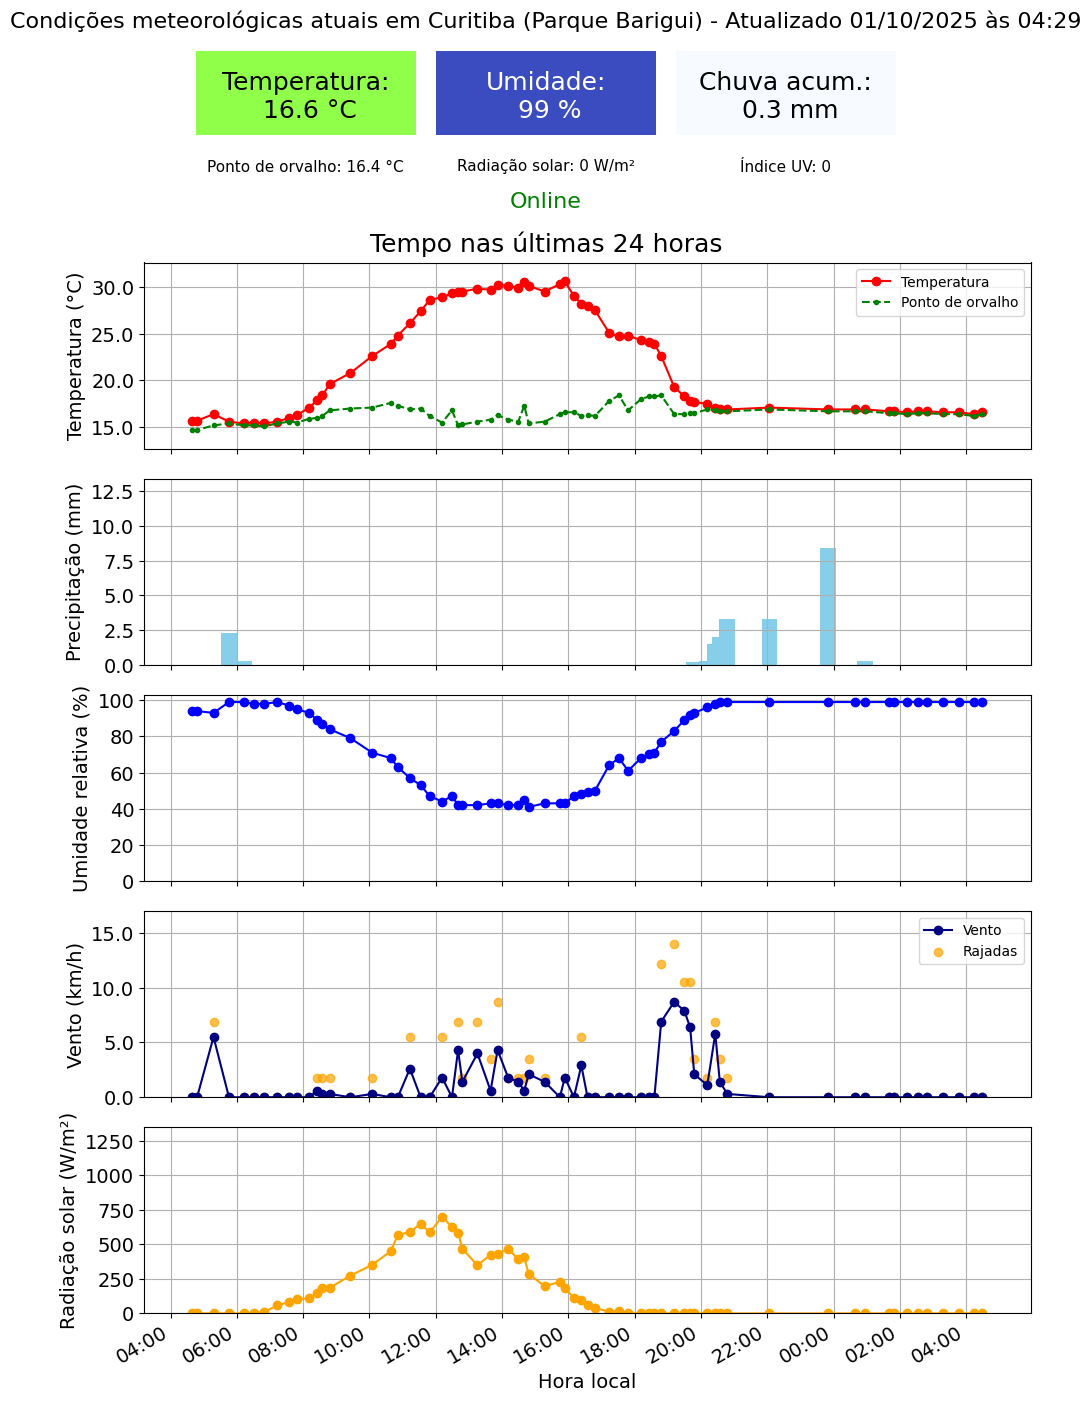 Condições meteorológicas atuais em Curitiba (Parque Barigui) - Atualizado 01/10/2025 às 04:29
Temperatura:
16.6 °C
Umidade:
99 %
Chuva acum.:
0.3 mm
Ponto de orvalho: 16.4 °C
Radiação solar: 0 W/m²
Índice UV: 0
Online
Tempo nas últimas 24 horas
Temperatura (°C)
30.0
25.0
20.0
15.0
Temperatura
Ponto de orvalho
Precipitação (mm)
12.5
10.0
7.5
5.0
2.5
0.0
Umidade relativa (%)
100
80
60
40
20
0
Vento (km/h)
15.0
10.0
5.0
0.0
Vento
Rajadas
Radiação solar (W/m²)
1250
1000
750
500
250
0
04:00 06:00 08:00 10:00 12:00 14:00 16:00 18:00 20:00 22:00 00:00 02:00 04:00
Hora local